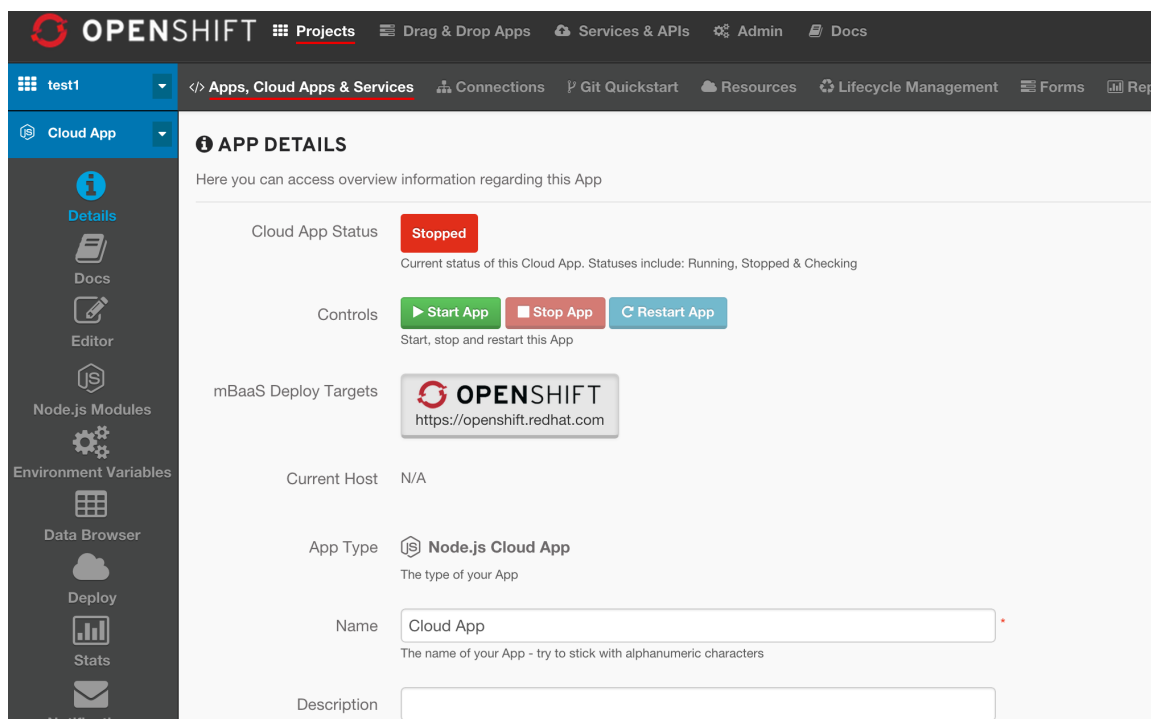 OPENSHIFT Projects Drag & Drop Apps Services & APIs Admin Docs
test1 </> Apps, Cloud Apps & Services Connections Git Quickstart Resources Lifecycle Management Forms
Cloud App
APP DETAILS
Here you can access overview information regarding this App
Details
Docs
Editor
JS
Node.js Modules
Environment Variables
Data Browser
Deploy
Stats
Cloud App Status Stopped
Current status of this Cloud App. Statuses include: Running, Stopped & Checking
Controls Start App Stop App Restart App
Start, stop and restart this App
mBaaS Deploy Targets OPENSHIFT
https://openshift.redhat.com
Current Host N/A
App Type JS Node.js Cloud App
The type of your App
Name Cloud App *
The name of your App - try to stick with alphanumeric characters
Description